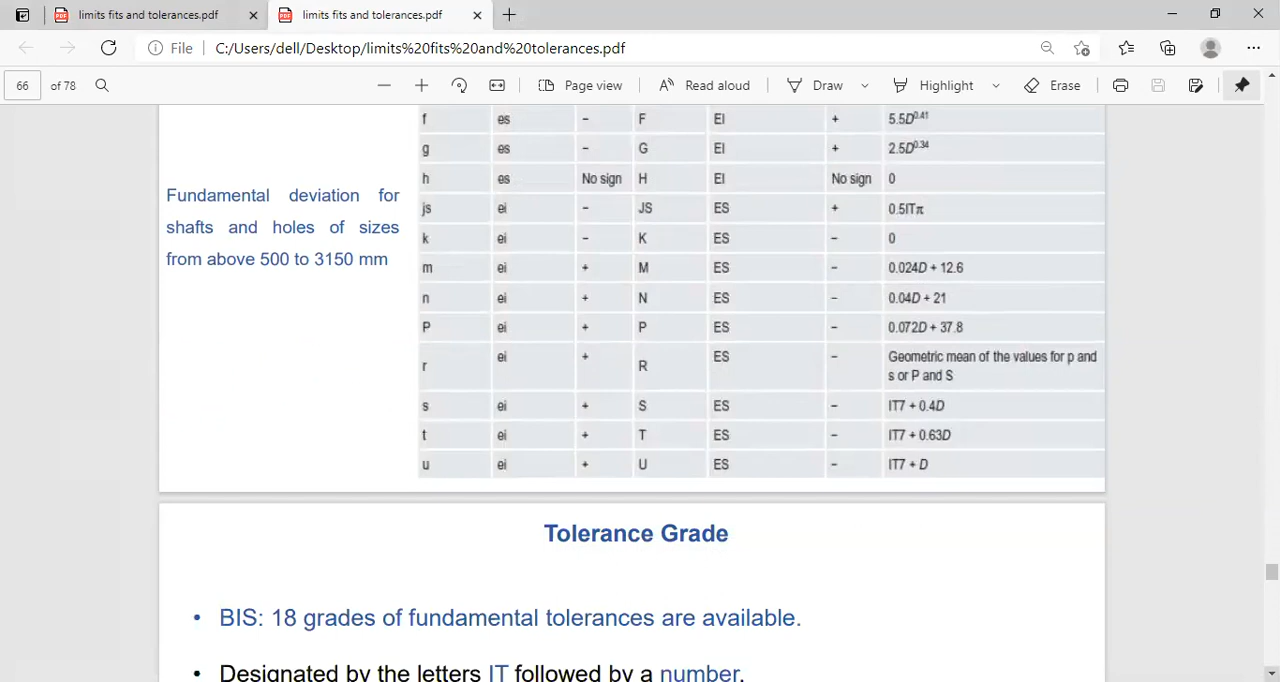 limits fits and tolerances.pdf
limits fits and tolerances.pdf
File C:/Users/dell/Desktop/limits%20fits%20and%20tolerances.pdf
66 of 78 Page view Read aloud Draw Highlight Erase
Fundamental deviation for
shafts and holes of sizes
from above 500 to 3150 mm
f es - F EI + 5.5D0.41
g es - G EI + 2.5D0.34
h es No sign H EI No sign 0
js ei - JS ES + 0.5ITπ
k ei - K ES - 0
m ei + M ES - 0.024D + 12.6
n ei + N ES - 0.04D + 21
P ei + P ES - 0.072D + 37.8
r ei + R ES - Geometric mean of the values for p and
s or P and S
s ei + S ES - IT7 + 0.4D
t ei + T ES - IT7 + 0.63D
u ei + U ES - IT7 + D
Tolerance Grade
• BIS: 18 grades of fundamental tolerances are available.
• Designated by the letters IT followed by a number.